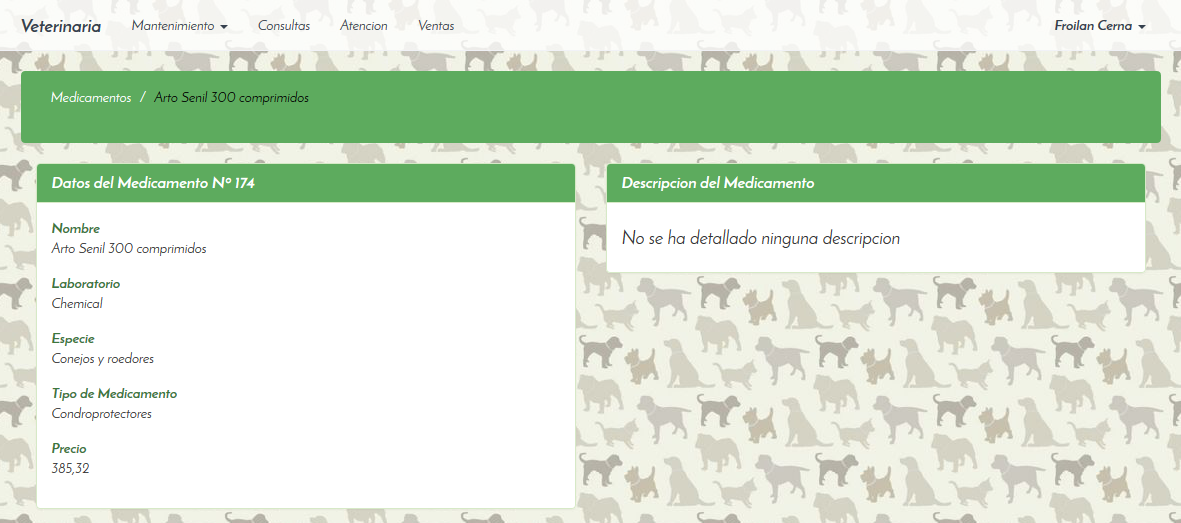 Veterinaria Mantenimiento Consultas Atencion Ventas Froilan Cerna
Medicamentos / Arto Senil 300 comprimidos
Datos del Medicamento Nº 174
Nombre
Arto Senil 300 comprimidos
Laboratorio
Chemical
Especie
Conejos y roedores
Tipo de Medicamento
Condroprotectores
Precio
385,32
Descripcion del Medicamento
No se ha detallado ninguna descripcion